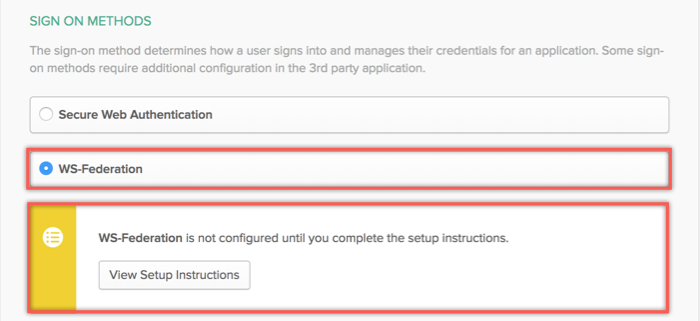 SIGN ON METHODS
The sign-on method determines how a user signs into and manages their credentials for an application. Some sign-
on methods require additional configuration in the 3rd party application.
Secure Web Authentication
WS-Federation
WS-Federation is not configured until you complete the setup instructions.
View Setup Instructions